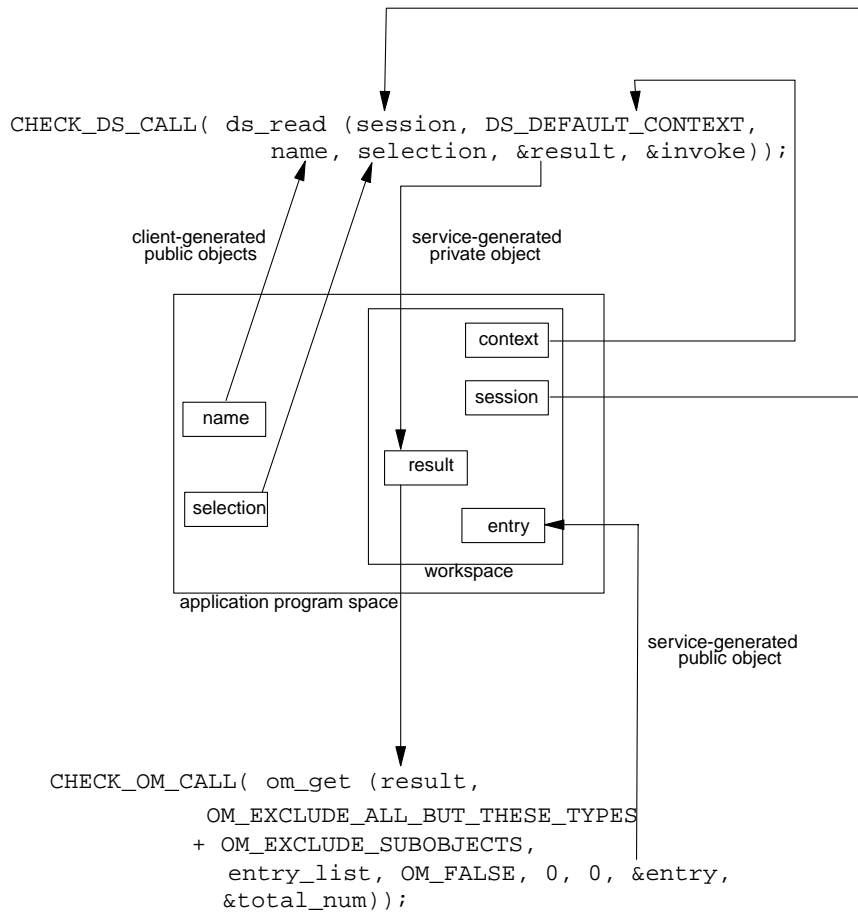 CHECK_DS_CALL( ds_read (session, DS_DEFAULT_CONTEXT,
name, selection, &result, &invoke));
client-generated
public objects
service-generated
private object
context
session
name
result
selection
entry
workspace
application program space
service-generated
public object
CHECK_OM_CALL( om_get (result,
OM_EXCLUDE_ALL_BUT_THESE_TYPES
+ OM_EXCLUDE_SUBOBJECTS,
entry_list, OM_FALSE, 0, 0, &entry,
&total_num));